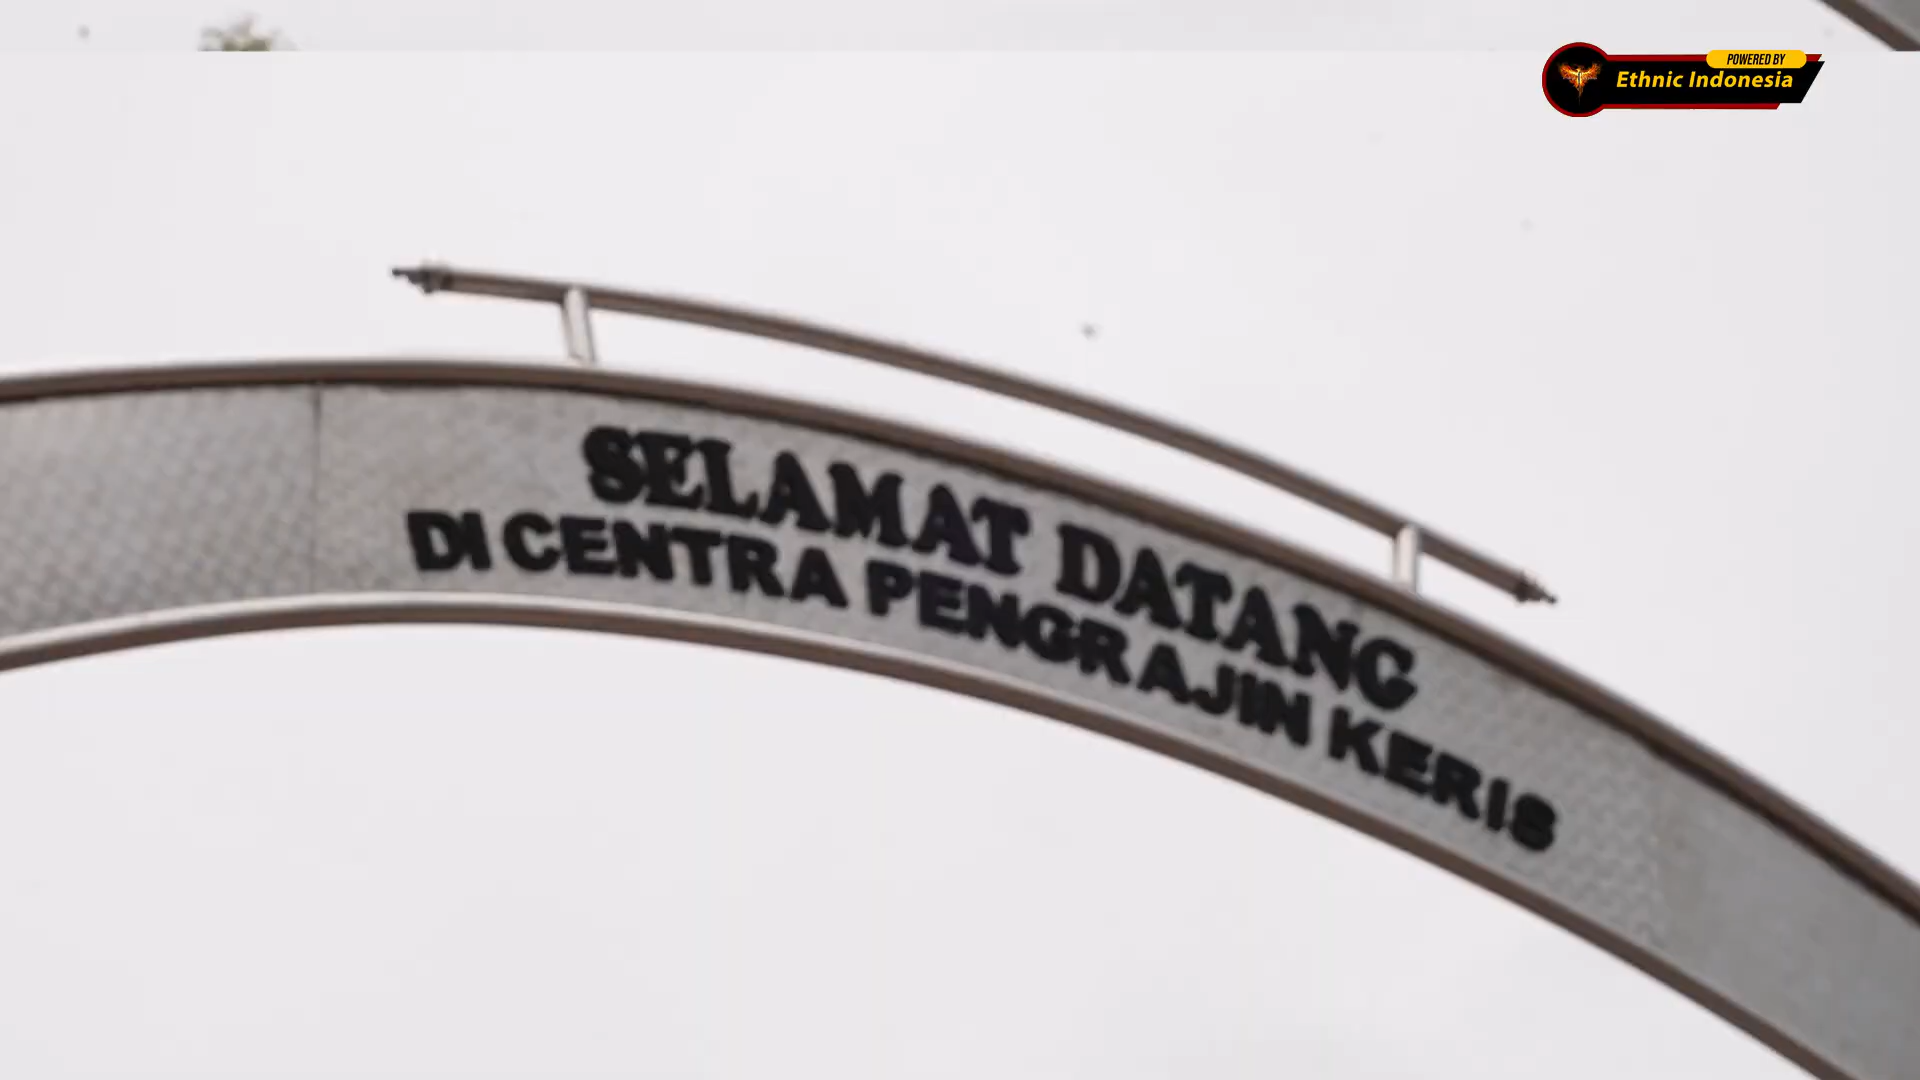 POWERED BY
Ethnic Indonesia
SELAMAT DATANG
DI CENTRA PENGRAJIN KERIS